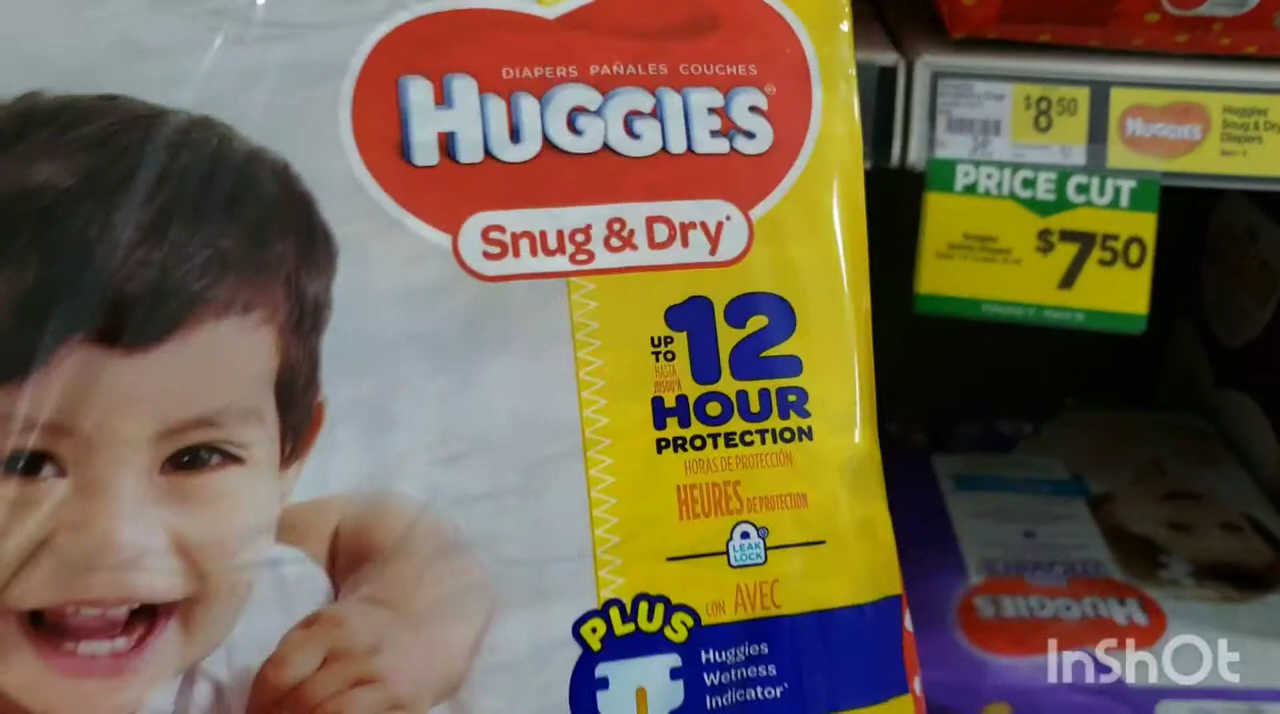 DIAPERS PAÑALES COUCHES
HUGGIES®
Snug & Dry
UP TO
HASTA
JUSQU'À
12
HOUR
PROTECTION
HORAS DE PROTECCIÓN
HEURES DE PROTECTION
LEAK LOCK®
CON AVEC
PLUS
Huggies
Wetness
Indicator
$8.50
HUGGIES
Huggies
Snug & Dry
Diapers
PRICE CUT
$7.50
HUGGIES
InShOt